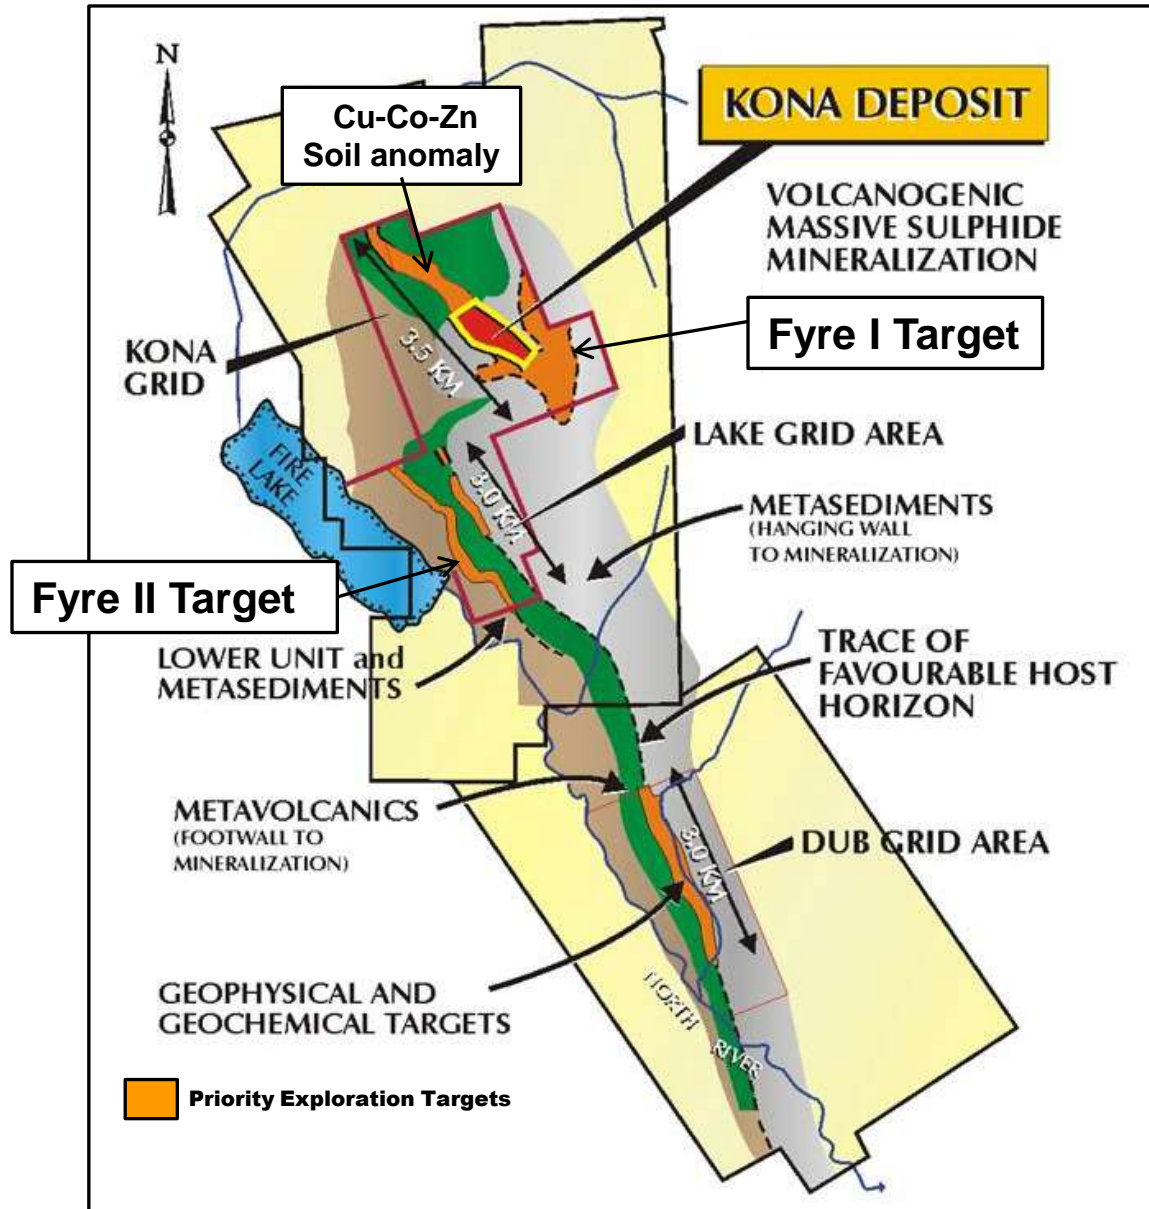 N
Cu-Co-Zn
Soil anomaly
KONA DEPOSIT
VOLCANOGENIC
MASSIVE SULPHIDE
MINERALIZATION
Fyre I Target
KONA
GRID
3.5 KM
LAKE GRID AREA
FIRE
LAKE
3.0 KM
METASEDIMENTS
(HANGING WALL
TO MINERALIZATION)
Fyre II Target
LOWER UNIT and
METASEDIMENTS
TRACE OF
FAVOURABLE HOST
HORIZON
METAVOLCANICS
(FOOTWALL TO
MINERALIZATION)
3.0 KM
DUB GRID AREA
GEOPHYSICAL AND
GEOCHEMICAL TARGETS
NORTH RIVER
Priority Exploration Targets